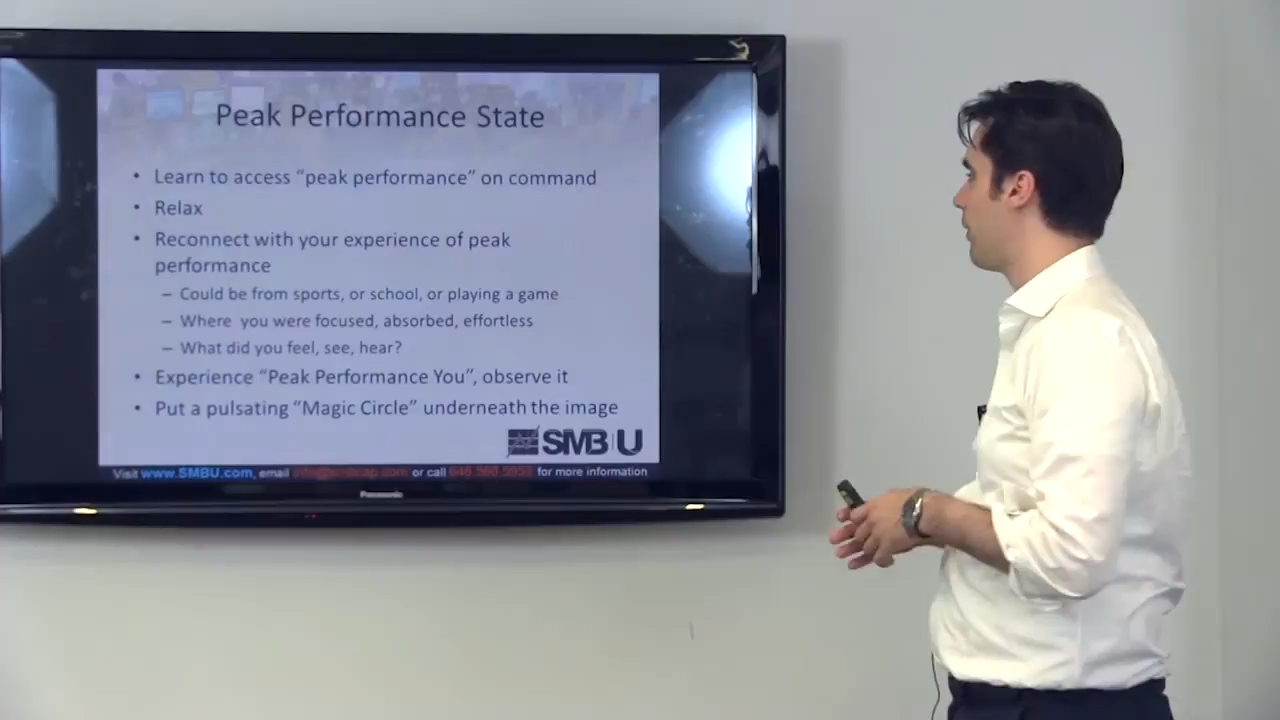 Peak Performance State
• Learn to access “peak performance” on command
• Relax
• Reconnect with your experience of peak
performance
– Could be from sports, or school, or playing a game
– Where you were focused, absorbed, effortless
– What did you feel, see, hear?
• Experience “Peak Performance You”, observe it
• Put a pulsating “Magic Circle” underneath the image
SMB U
Visit www.SMBU.com, email or call for more information
Panasonic